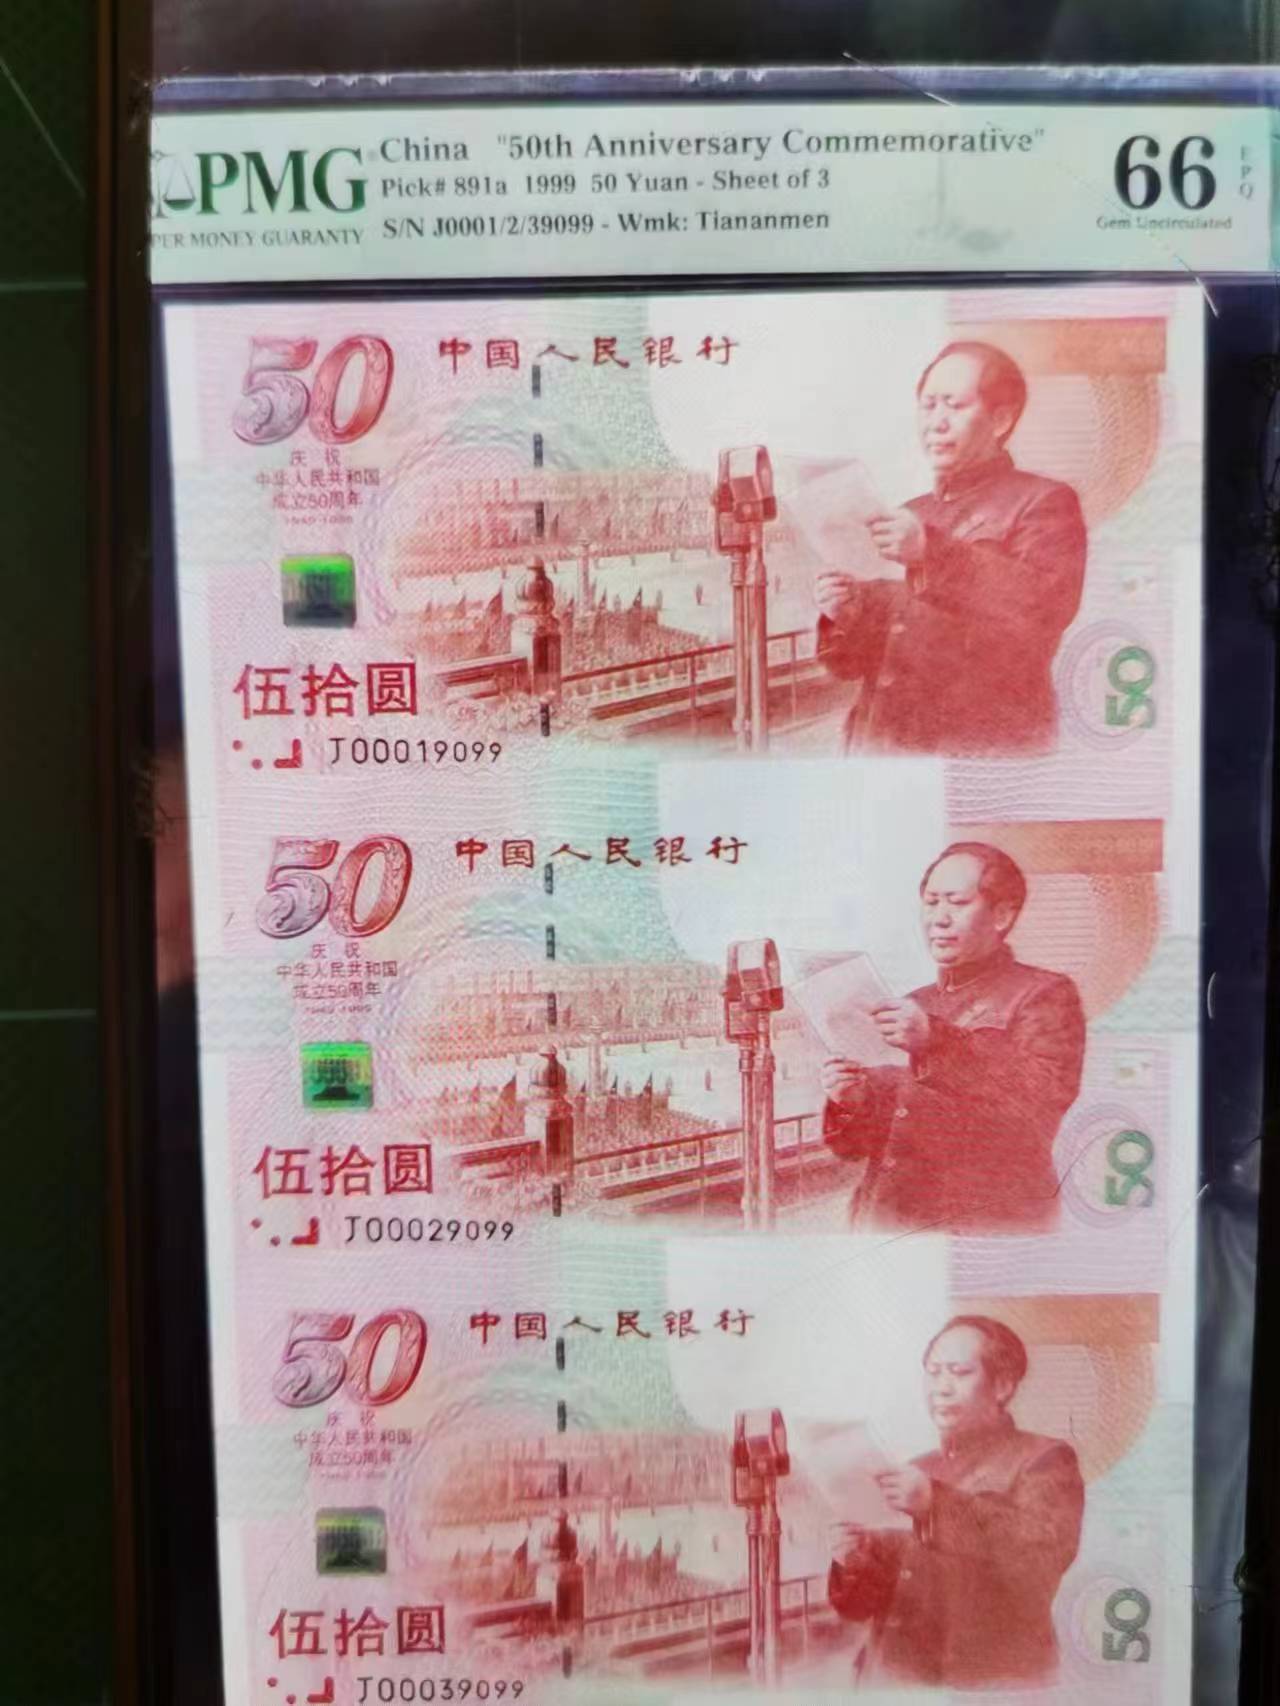 PMG
PER MONEY GUARANTY
China "50th Anniversary Commemorative"
Pick# 891a 1999 50 Yuan - Sheet of 3
S/N J0001/2/39099 - Wmk: Tiananmen
66
EPQ
Gem Uncirculated
50
中国人民银行
庆祝
中华人民共和国
成立50周年
1949-1999
伍拾圆
J00019099
50
50
中国人民银行
庆祝
中华人民共和国
成立50周年
1949-1999
伍拾圆
J00029099
50
50
中国人民银行
庆祝
中华人民共和国
成立50周年
伍拾圆
J00039099
50